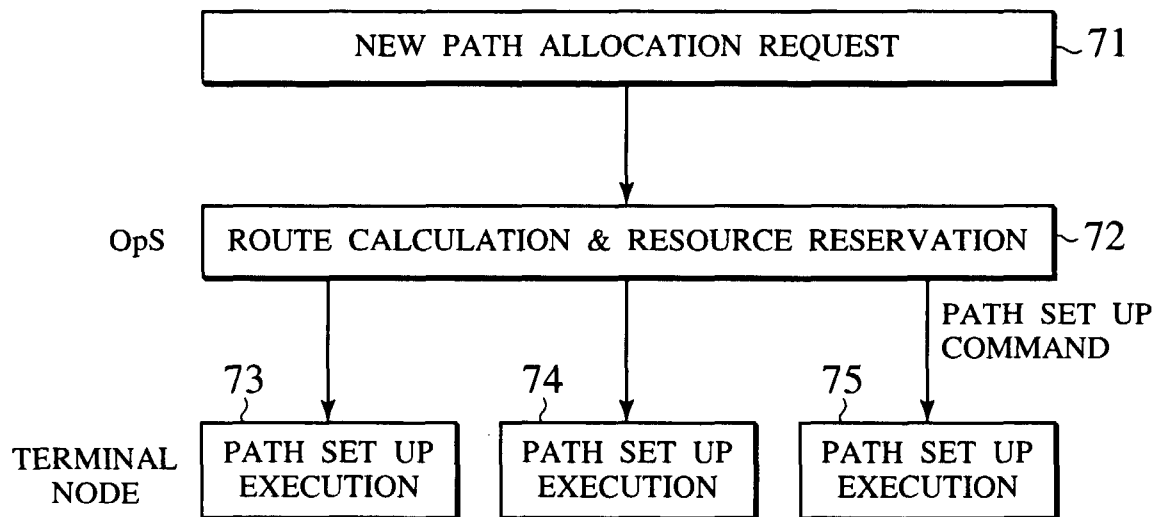 NEW PATH ALLOCATION REQUEST
71
OpS
ROUTE CALCULATION & RESOURCE RESERVATION
72
PATH SET UP
COMMAND
73
74
75
TERMINAL
NODE
PATH SET UP
EXECUTION
PATH SET UP
EXECUTION
PATH SET UP
EXECUTION